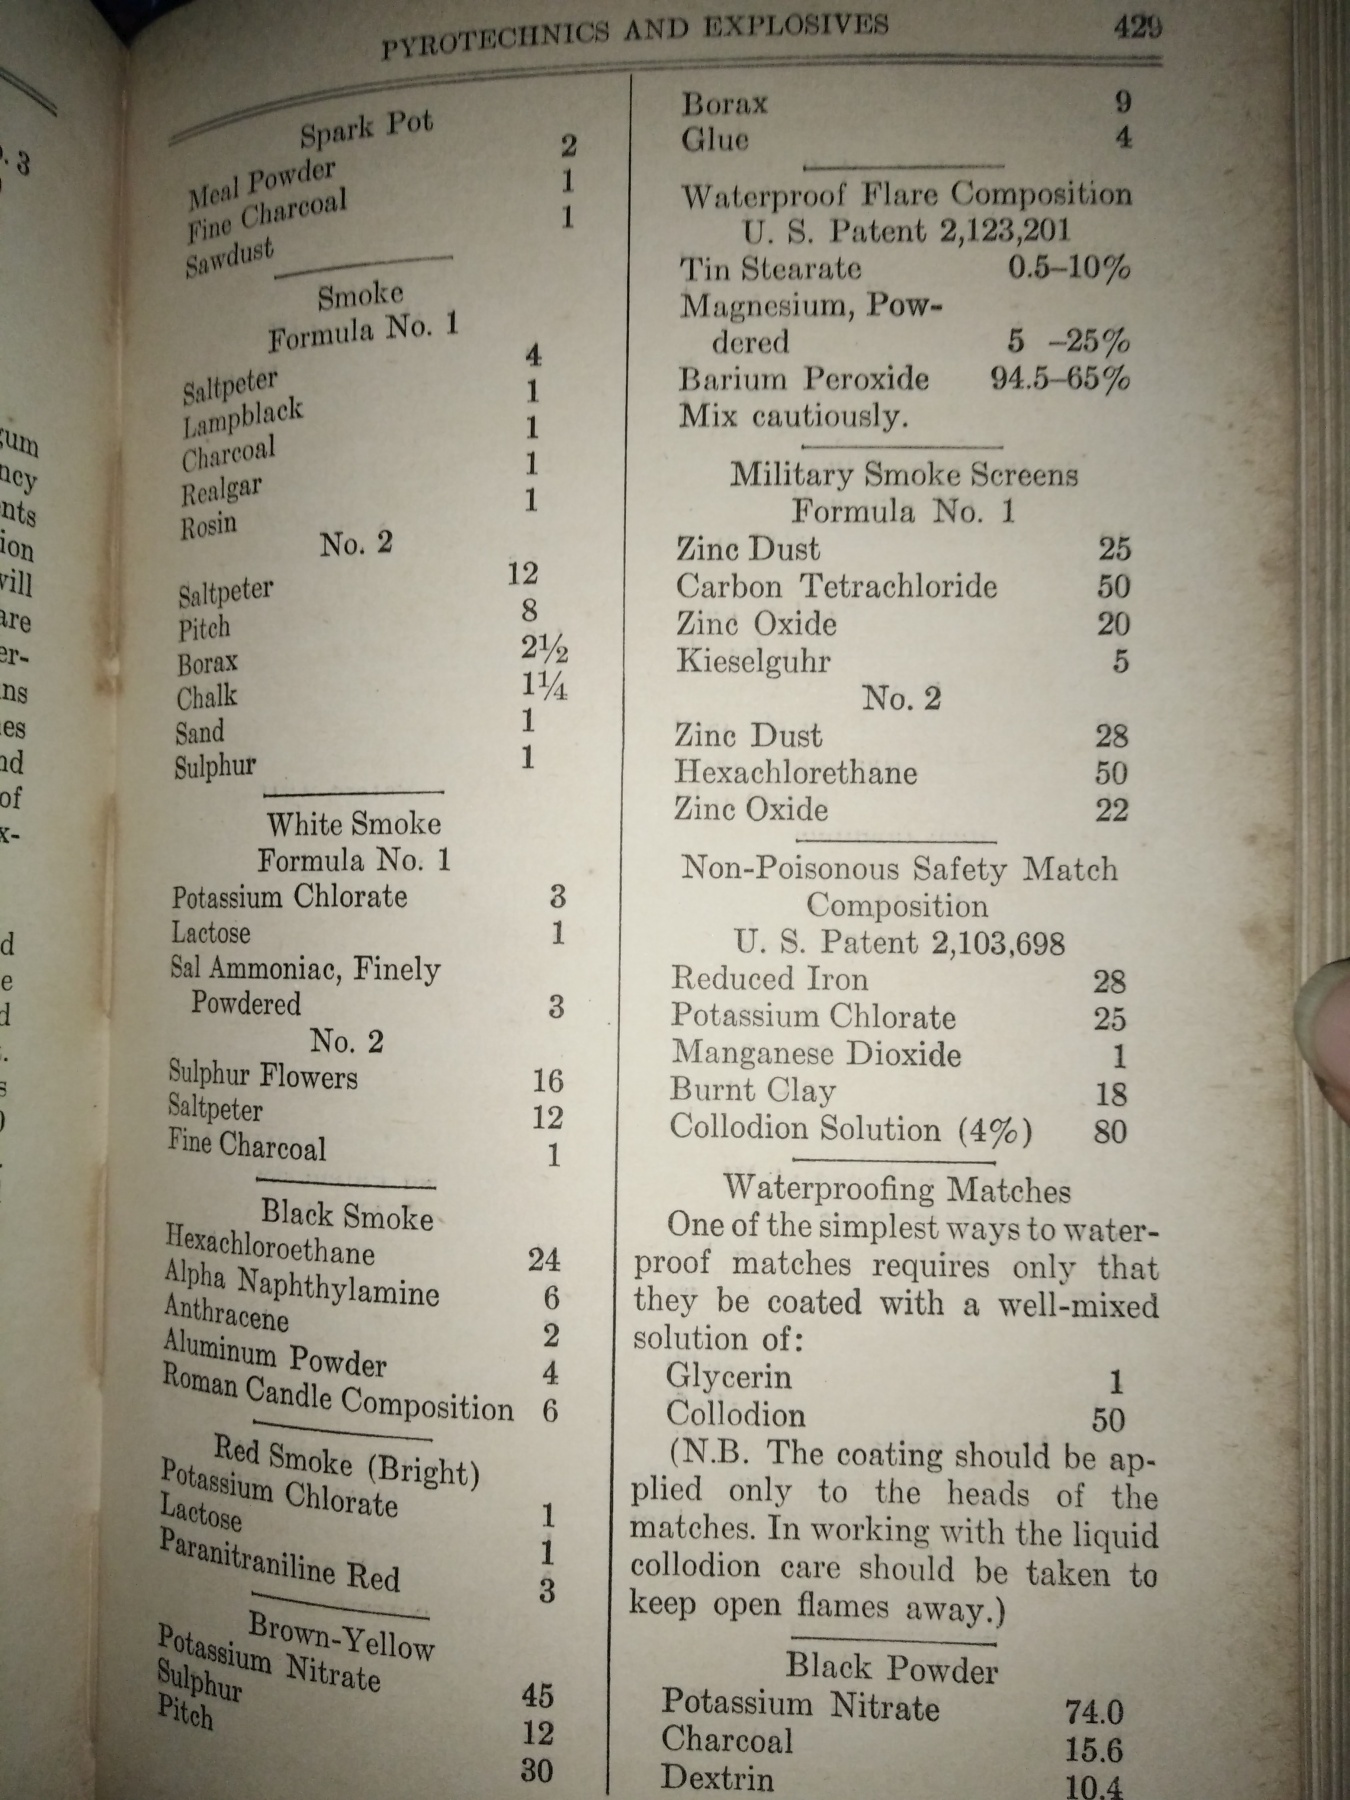 PYROTECHNICS AND EXPLOSIVES 429
Spark Pot
Meal Powder 2
Fine Charcoal 1
Sawdust 1
Smoke
Formula No. 1
Saltpeter 4
Lampblack 1
Charcoal 1
Realgar 1
Rosin 1
No. 2
Saltpeter 12
Pitch 8
Borax 2½
Chalk 1¼
Sand 1
Sulphur 1
White Smoke
Formula No. 1
Potassium Chlorate 3
Lactose 1
Sal Ammoniac, Finely
Powdered 3
No. 2
Sulphur Flowers 16
Saltpeter 12
Fine Charcoal 1
Black Smoke
Hexachloroethane 24
Alpha Naphthylamine 6
Anthracene 2
Aluminum Powder 4
Roman Candle Composition 6
Red Smoke (Bright)
Potassium Chlorate 1
Lactose 1
Paranitraniline Red 3
Brown-Yellow
Potassium Nitrate 45
Sulphur 12
Pitch 30
Borax 9
Glue 4
Waterproof Flare Composition
U. S. Patent 2,123,201
Tin Stearate 0.5–10%
Magnesium, Pow-
dered 5 –25%
Barium Peroxide 94.5–65%
Mix cautiously.
Military Smoke Screens
Formula No. 1
Zinc Dust 25
Carbon Tetrachloride 50
Zinc Oxide 20
Kieselguhr 5
No. 2
Zinc Dust 28
Hexachlorethane 50
Zinc Oxide 22
Non-Poisonous Safety Match
Composition
U. S. Patent 2,103,698
Reduced Iron 28
Potassium Chlorate 25
Manganese Dioxide 1
Burnt Clay 18
Collodion Solution (4%) 80
Waterproofing Matches
One of the simplest ways to water-
proof matches requires only that
they be coated with a well-mixed
solution of:
Glycerin 1
Collodion 50
(N.B. The coating should be ap-
plied only to the heads of the
matches. In working with the liquid
collodion care should be taken to
keep open flames away.)
Black Powder
Potassium Nitrate 74.0
Charcoal 15.6
Dextrin 10.4